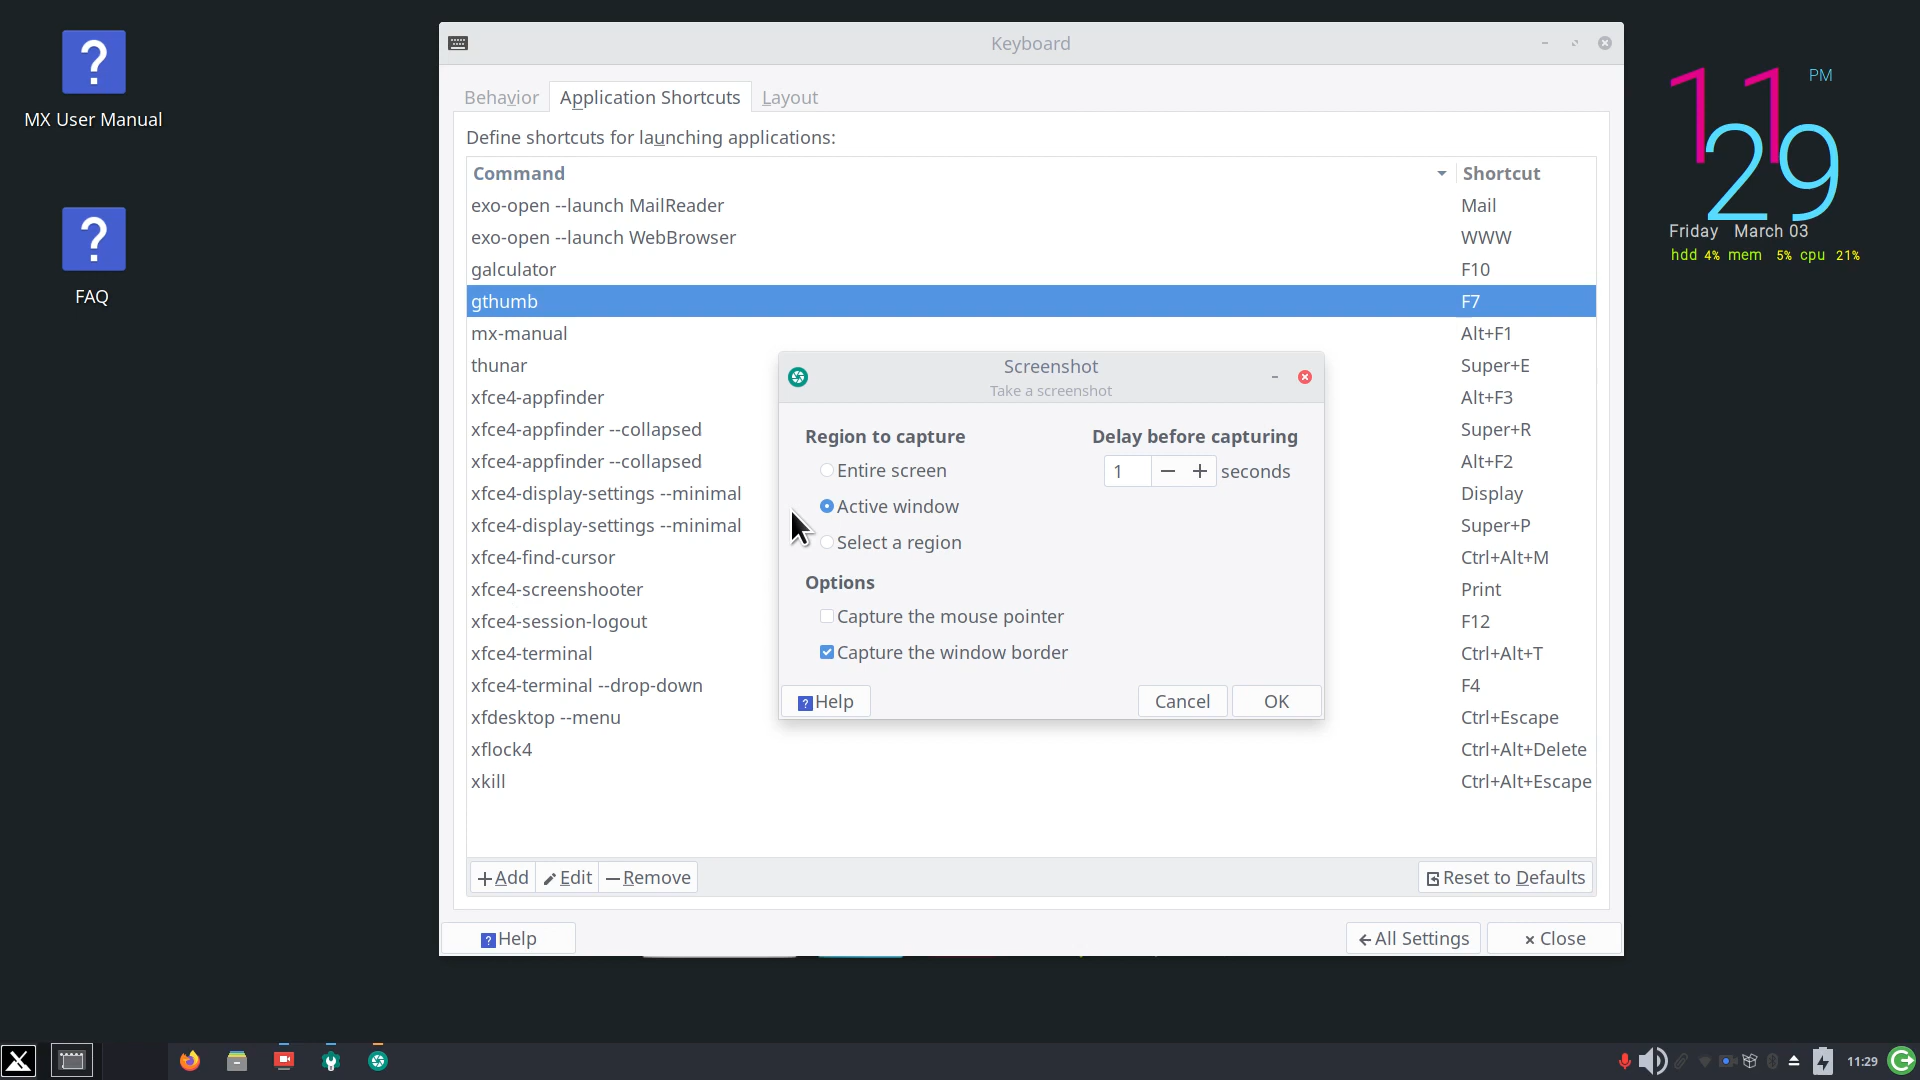 MX User Manual
FAQ
Keyboard
Behavior Application Shortcuts Layout
Define shortcuts for launching applications:
Command Shortcut
exo-open --launch MailReader Mail
exo-open --launch WebBrowser WWW
galculator F10
gthumb F7
mx-manual Alt+F1
thunar Super+E
xfce4-appfinder Alt+F3
xfce4-appfinder --collapsed Super+R
xfce4-appfinder --collapsed Alt+F2
xfce4-display-settings --minimal Display
xfce4-display-settings --minimal Super+P
xfce4-find-cursor Ctrl+Alt+M
xfce4-screenshooter Print
xfce4-session-logout F12
xfce4-terminal Ctrl+Alt+T
xfce4-terminal --drop-down F4
xfdesktop --menu Ctrl+Escape
xflock4 Ctrl+Alt+Delete
xkill Ctrl+Alt+Escape
Add Edit Remove Reset to Defaults
Help All Settings Close
Screenshot
Take a screenshot
Region to capture Delay before capturing
Entire screen 1 seconds
Active window
Select a region
Options
Capture the mouse pointer
Capture the window border
Help Cancel OK
11 PM
29
Friday March 03
hdd 4% mem 5% cpu 21%
11:29